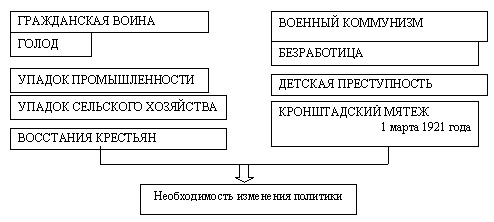 ГРАЖДАНСКАЯ ВОИНА
ГОЛОД
УПАДОК ПРОМЫШЛЕННОСТИ
УПАДОК СЕЛЬСКОГО ХОЗЯЙСТВА
ВОССТАНИЯ КРЕСТЬЯН
ВОЕННЫЙ КОММУНИЗМ
БЕЗРАБОТИЦА
ДЕТСКАЯ ПРЕСТУПНОСТЬ
КРОНШТАДСКИЙ МЯТЕЖ
1 марта 1921 года
Необходимость изменения политики